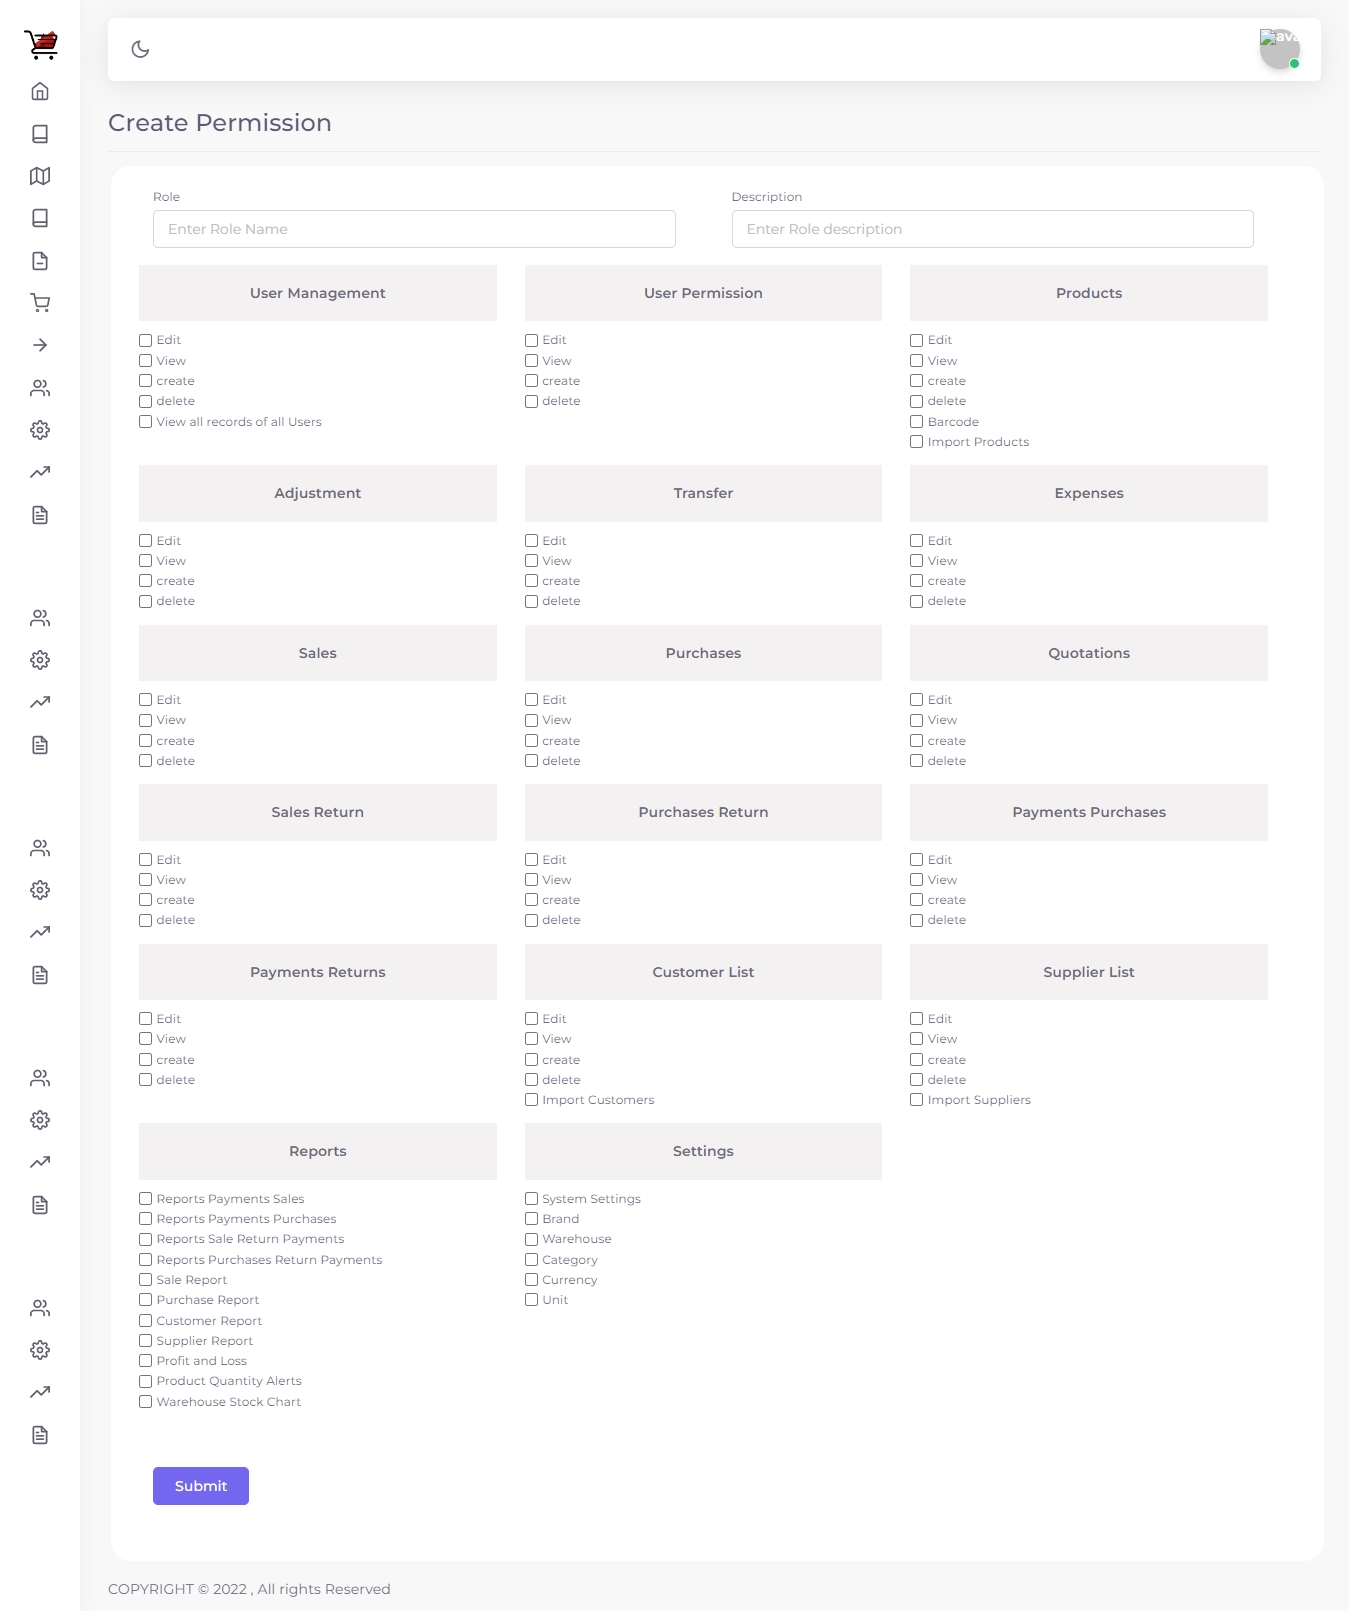 Create Permission
Role
Description
Enter Role Name
Enter Role description
User Management
User Permission
Products
Edit
View
create
delete
View all records of all Users
Edit
View
create
delete
Edit
View
create
delete
Barcode
Import Products
Adjustment
Transfer
Expenses
Edit
View
create
delete
Edit
View
create
delete
Edit
View
create
delete
Sales
Purchases
Quotations
Edit
View
create
delete
Edit
View
create
delete
Edit
View
create
delete
Sales Return
Purchases Return
Payments Purchases
Edit
View
create
delete
Edit
View
create
delete
Edit
View
create
delete
Payments Returns
Customer List
Supplier List
Edit
View
create
delete
Edit
View
create
delete
Import Customers
Edit
View
create
delete
Import Suppliers
Reports
Settings
Reports Payments Sales
Reports Payments Purchases
Reports Sale Return Payments
Reports Purchases Return Payments
Sale Report
Purchase Report
Customer Report
Supplier Report
Profit and Loss
Product Quantity Alerts
Warehouse Stock Chart
System Settings
Brand
Warehouse
Category
Currency
Unit
Submit
COPYRIGHT © 2022 , All rights Reserved